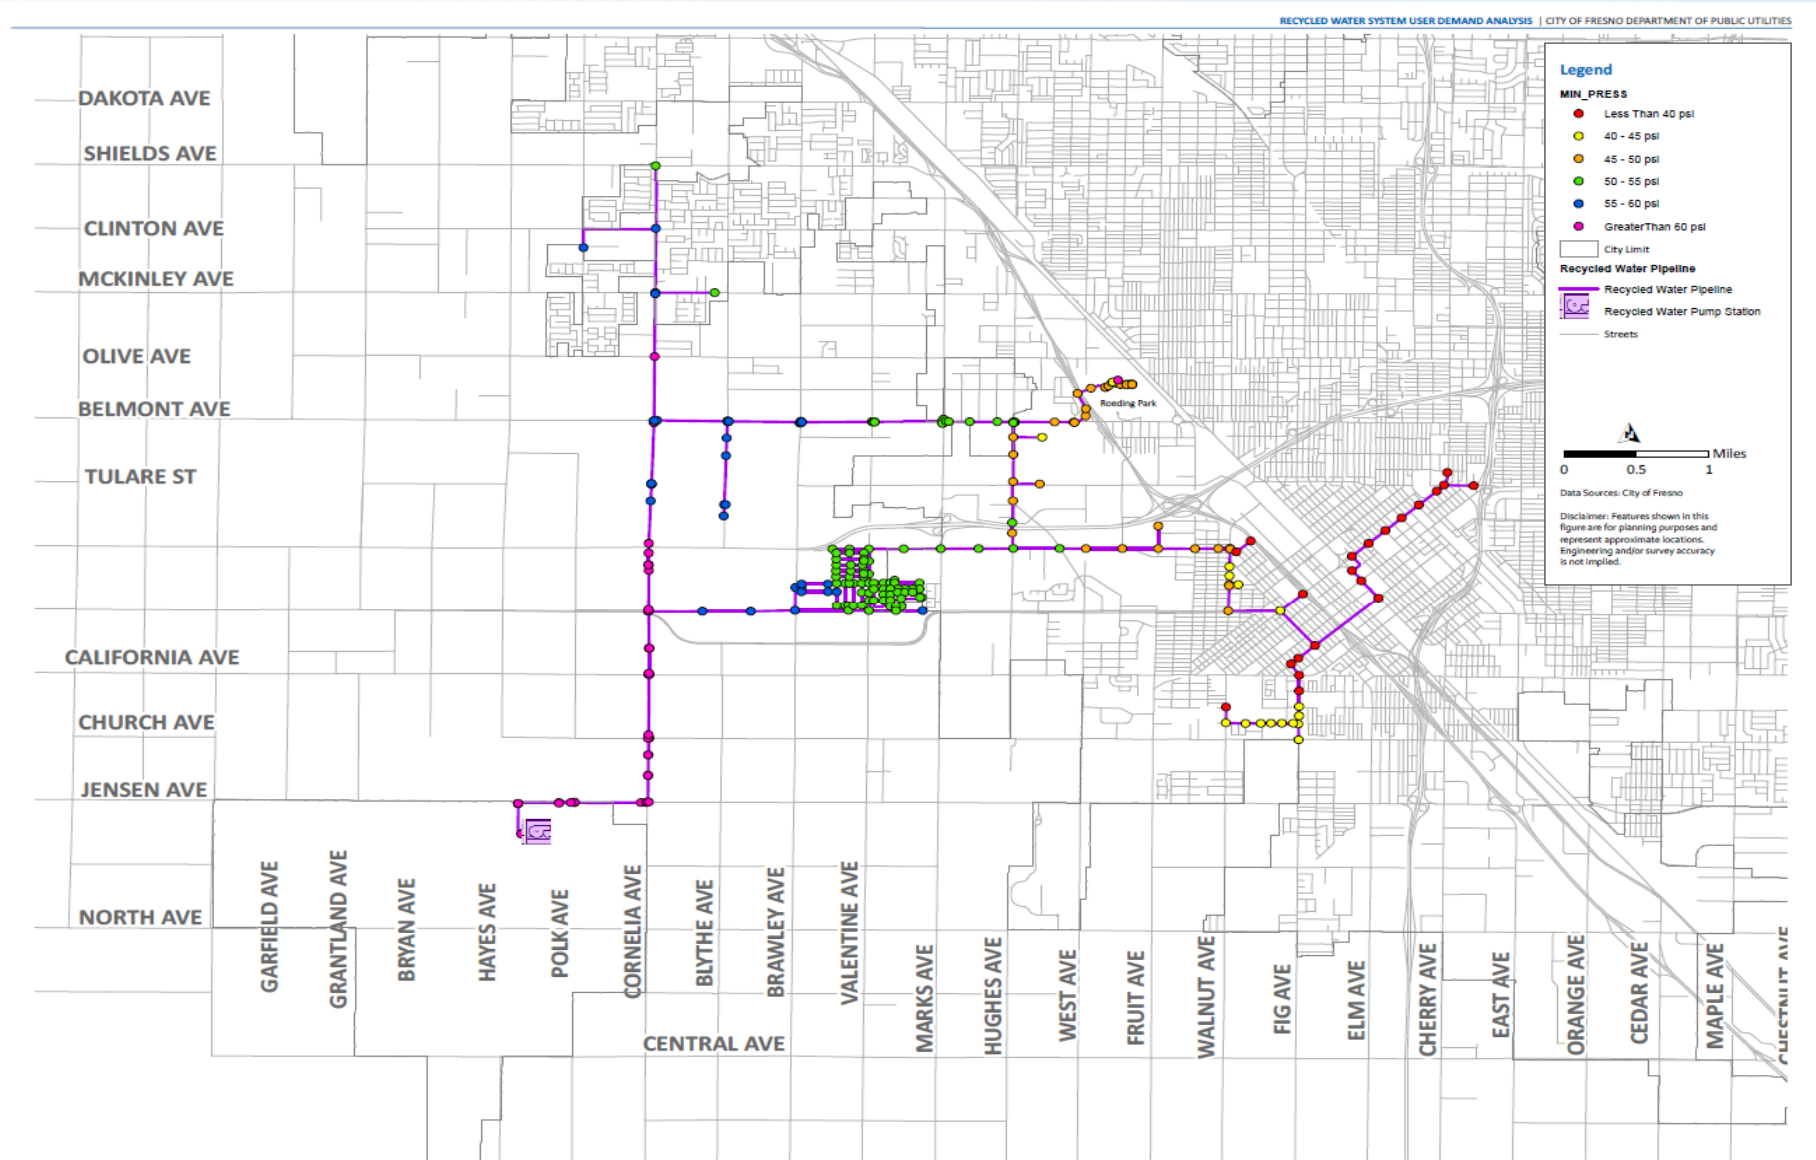 RECYCLED WATER SYSTEM USER DEMAND ANALYSIS | CITY OF FRESNO DEPARTMENT OF PUBLIC UTILITIES
DAKOTA AVE
SHIELDS AVE
CLINTON AVE
MCKINLEY AVE
OLIVE AVE
BELMONT AVE
TULARE ST
CALIFORNIA AVE
CHURCH AVE
JENSEN AVE
NORTH AVE
CENTRAL AVE
Roeding Park
GARFIELD AVE
GRANTLAND AVE
BRYAN AVE
HAYES AVE
POLK AVE
CORNELIA AVE
BLYTHE AVE
BRAWLEY AVE
VALENTINE AVE
MARKS AVE
HUGHES AVE
WEST AVE
FRUIT AVE
WALNUT AVE
FIG AVE
ELM AVE
CHERRY AVE
EAST AVE
ORANGE AVE
CEDAR AVE
MAPLE AVE
CHESTNUT AVE
Legend
MIN_PRESS
Less Than 40 psi
40 - 45 psi
45 - 50 psi
50 - 55 psi
55 - 60 psi
GreaterThan 60 psi
City Limit
Recycled Water Pipeline
Recycled Water Pipeline
Recycled Water Pump Station
Streets
Miles
0 0.5 1
Data Sources: City of Fresno
Disclaimer: Features shown in this
figure are for planning purposes and
represent approximate locations.
Engineering and/or survey accuracy
is not implied.